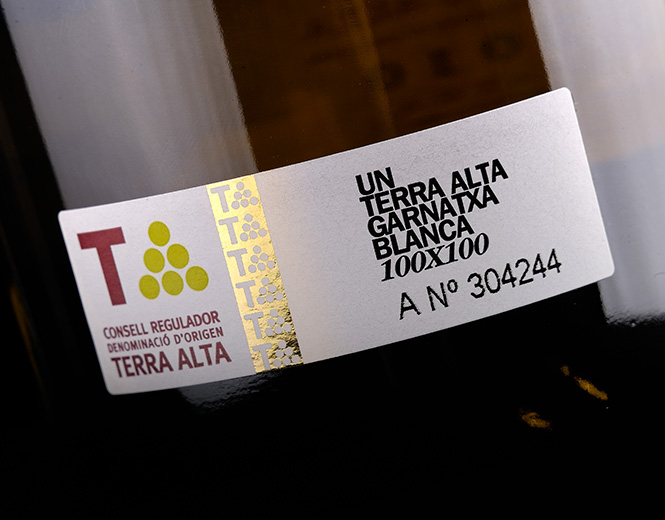 T
CONSELL REGULADOR
DENOMINACIÓ D'ORIGEN
TERRA ALTA
T
T
T
T
T
T
UN
TERRA ALTA
GARNATXA
BLANCA
100X100
A Nº 304244